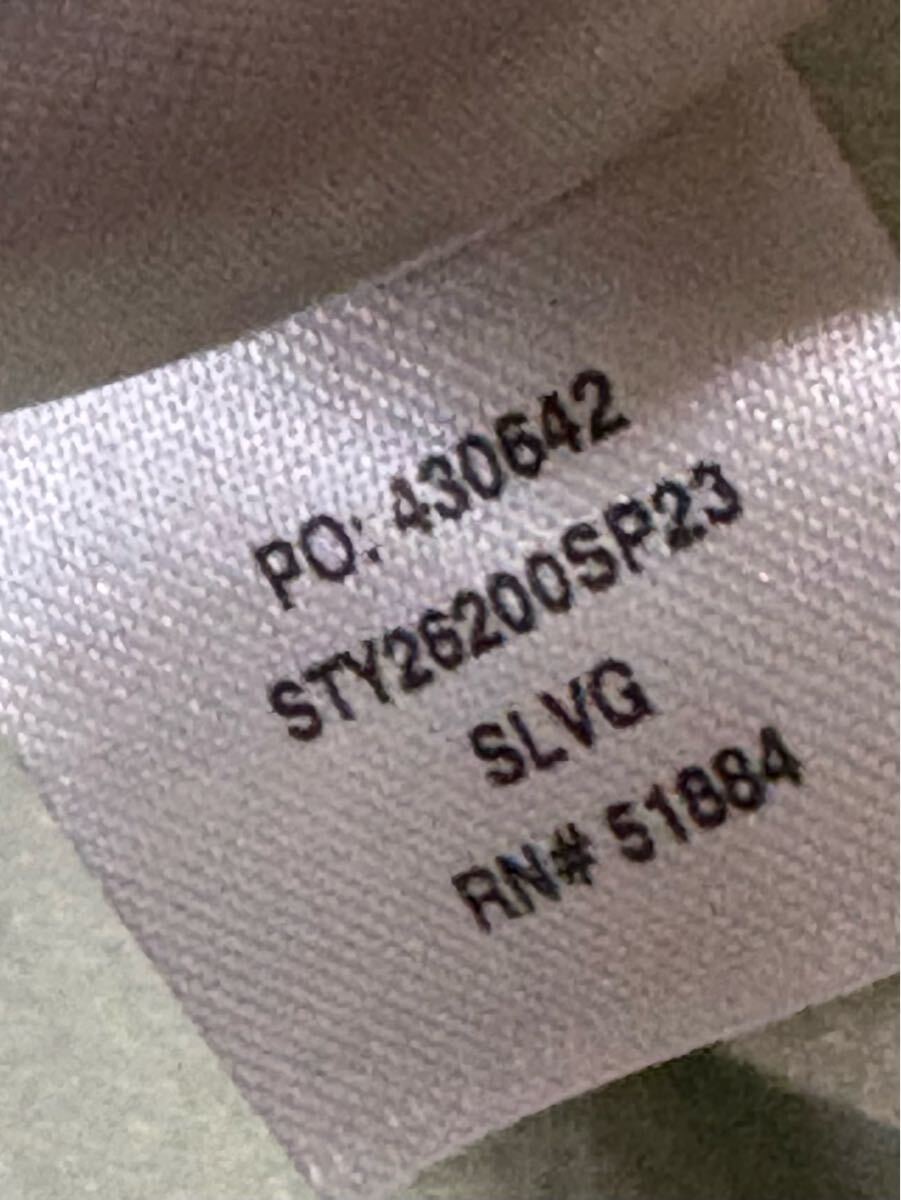 PO: 430642
STY26200SP23
SLVG
RN# 51884